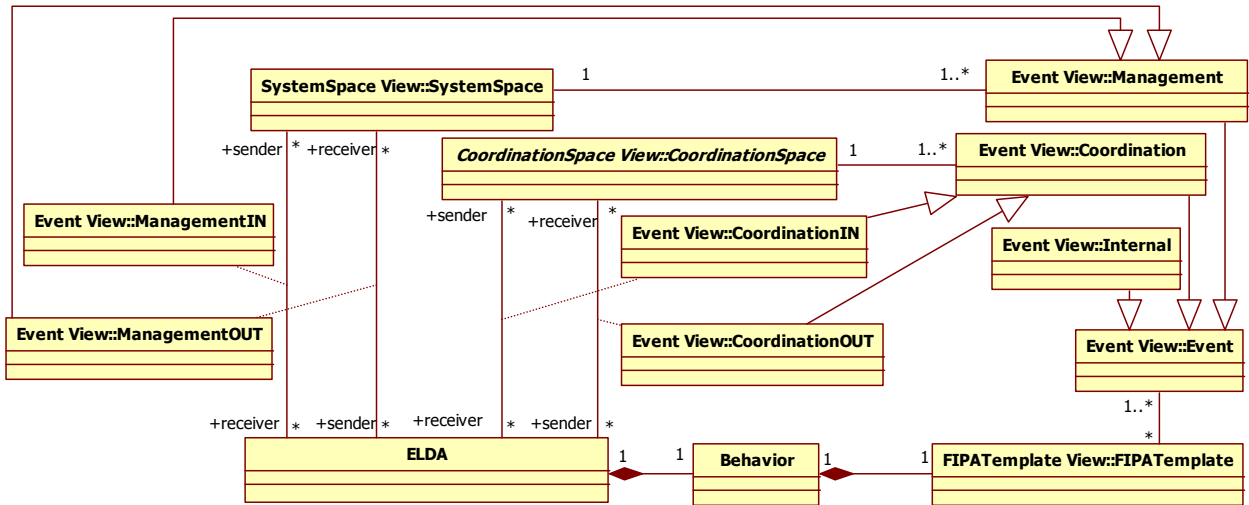 1
1..*
Event View::Management
SystemSpace View::SystemSpace
+sender
*
+receiver
*
CoordinationSpace View::CoordinationSpace
1
1..*
Event View::Coordination
Event View::ManagementIN
+sender
*
+receiver
*
Event View::CoordinationIN
Event View::Internal
Event View::ManagementOUT
Event View::CoordinationOUT
Event View::Event
+receiver
*
+sender
*
+receiver
*
+sender
*
1..*
*
ELDA
1
1
Behavior
1
1
FIPATemplate View::FIPATemplate